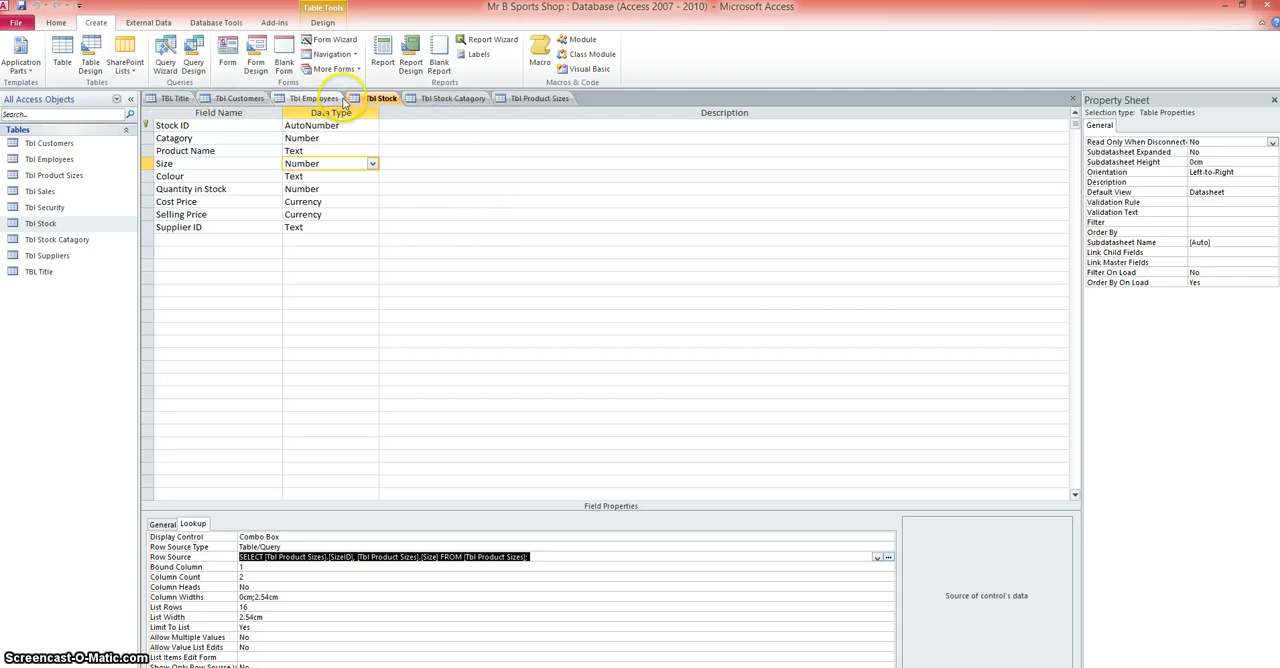 Table Tools
Mr B Sports Shop : Database (Access 2007 - 2010) - Microsoft Access
File Home Create External Data Database Tools Add-Ins Design
Application Parts
Table
Table Design
SharePoint Lists
Query Wizard
Query Design
Form
Form Design
Blank Form
Form Wizard
Navigation
More Forms
Report
Report Design
Blank Report
Report Wizard
Labels
Macro
Module
Class Module
Visual Basic
Templates Tables Queries Forms Reports Macros & Code
All Access Objects
Search...
Tables
Tbl Customers
Tbl Employees
Tbl Product Sizes
Tbl Sales
Tbl Security
Tbl Stock
Tbl Stock Catagory
Tbl Suppliers
TBL Title
TBL Title Tbl Customers Tbl Employees Tbl Stock Tbl Stock Catagory Tbl Product Sizes
Field Name Data Type Description
Stock ID AutoNumber
Catagory Number
Product Name Text
Size Number
Colour Text
Quantity in Stock Number
Cost Price Currency
Selling Price Currency
Supplier ID Text
Field Properties
General Lookup
Display Control Combo Box
Row Source Type Table/Query
Row Source SELECT [Tbl Product Sizes].[SizeID], [Tbl Product Sizes].[Size] FROM [Tbl Product Sizes];
Bound Column 1
Column Count 2
Column Heads No
Column Widths 0cm;2.54cm
List Rows 16
List Width 2.54cm
Limit To List Yes
Allow Multiple Values No
Allow Value List Edits No
List Items Edit Form
Show Only Row Source V No
Source of control's data
Property Sheet
Selection type: Table Properties
General
Read Only When Disconnect No
Subdatasheet Expanded No
Subdatasheet Height 0cm
Orientation Left-to-Right
Description
Default View Datasheet
Validation Rule
Validation Text
Filter
Order By
Subdatasheet Name [Auto]
Link Child Fields
Link Master Fields
Filter On Load No
Order By On Load Yes
Screencast-O-Matic.com